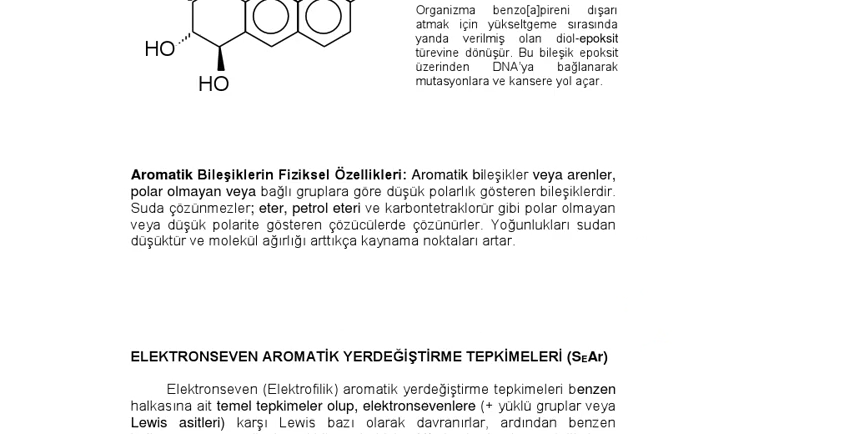 Organizma benzo[a]pireni dışarı
atmak için yükseltgeme sırasında
yanda verilmiş olan diol-epoksit
türevine dönüşür. Bu bileşik epoksit
üzerinden DNA'ya bağlanarak
mutasyonlara ve kansere yol açar.
HO
HO
Aromatik Bileşiklerin Fiziksel Özellikleri: Aromatik bileşikler veya arenler,
polar olmayan veya bağlı gruplara göre düşük polarlık gösteren bileşiklerdir.
Suda çözünmezler; eter, petrol eteri ve karbontetraklorür gibi polar olmayan
veya düşük polarite gösteren çözücülerde çözünürler. Yoğunlukları sudan
düşüktür ve molekül ağırlığı arttıkça kaynama noktaları artar.
ELEKTRONSEVEN AROMATİK YERDEĞİŞTİRME TEPKİMELERİ (SEAr)
Elektronseven (Elektrofilik) aromatik yerdeğiştirme tepkimeleri benzen
halkasına ait temel tepkimeler olup, elektronsevenlere (+ yüklü gruplar veya
Lewis asitleri) karşı Lewis bazı olarak davranırlar, ardından benzen